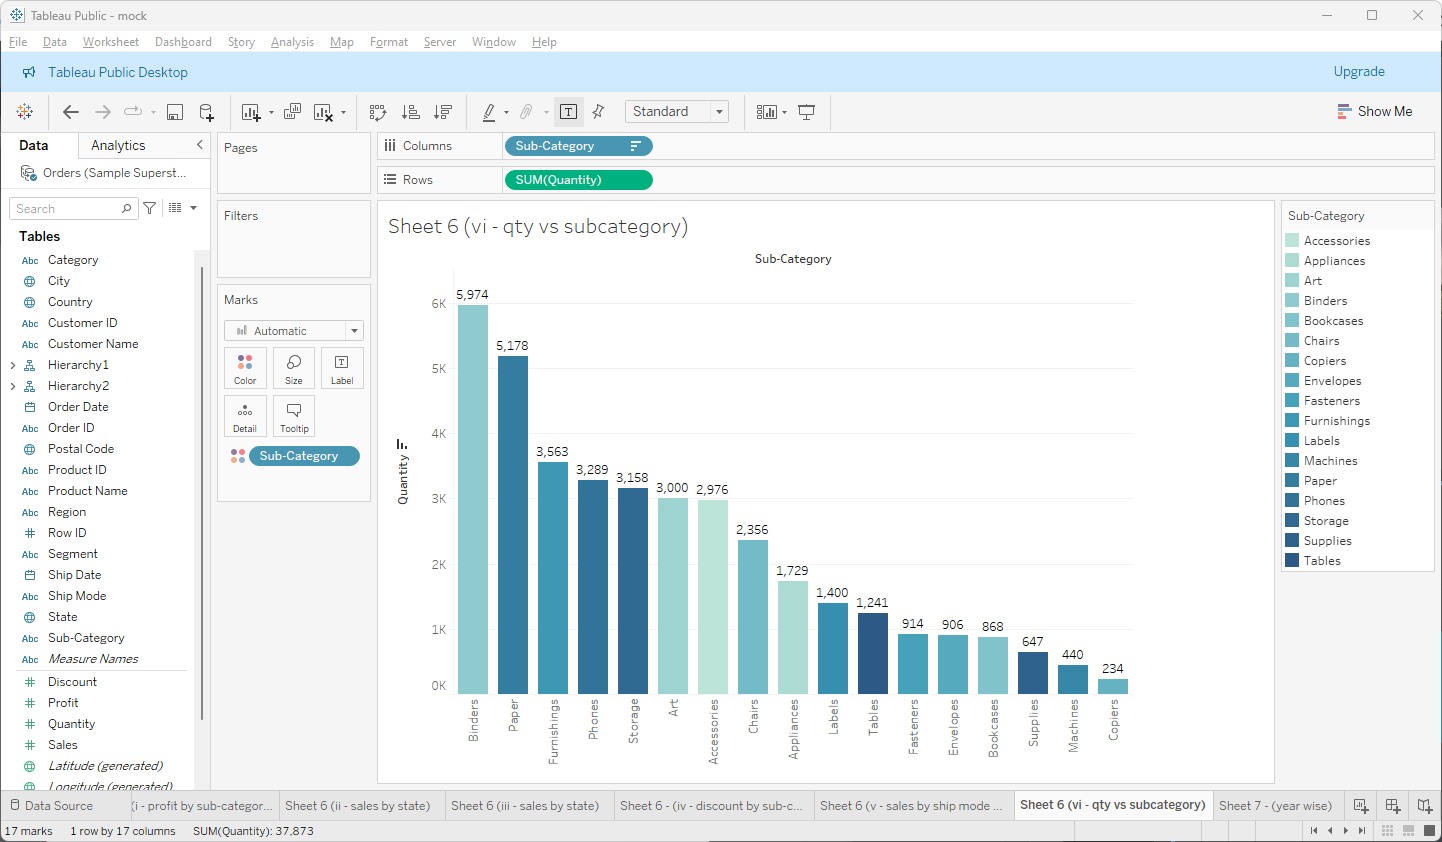 Tableau Public - mock
File Data Worksheet Dashboard Story Analysis Map Format Server Window Help
Tableau Public Desktop
Upgrade
Standard
Show Me
Data
Analytics
Orders (Sample Superst...
Search
Tables
Abc Category
City
Country
Abc Customer ID
Abc Customer Name
Hierarchy1
Hierarchy2
Order Date
Abc Order ID
Postal Code
Abc Product ID
Abc Product Name
Abc Region
Row ID
Abc Segment
Ship Date
Abc Ship Mode
State
Abc Sub-Category
Abc Measure Names
Discount
Profit
Quantity
Sales
Latitude (generated)
Longitude (generated)
Pages
Filters
Marks
Automatic
Color Size Label
Detail Tooltip
Sub-Category
Columns
Sub-Category
Rows
SUM(Quantity)
Sheet 6 (vi - qty vs subcategory)
Sub-Category
Quantity
6K
5K
4K
3K
2K
1K
0K
5,974
5,178
3,563
3,289
3,158
3,000
2,976
2,356
1,729
1,400
1,241
914
906
868
647
440
234
Binders
Paper
Furnishings
Phones
Storage
Art
Accessories
Chairs
Appliances
Labels
Tables
Fasteners
Envelopes
Bookcases
Supplies
Machines
Copiers
Sub-Category
Accessories
Appliances
Art
Binders
Bookcases
Chairs
Copiers
Envelopes
Fasteners
Furnishings
Labels
Machines
Paper
Phones
Storage
Supplies
Tables
Data Source
(i - profit by sub-categor...
Sheet 6 (ii - sales by state)
Sheet 6 (iii - sales by state)
Sheet 6 - (iv - discount by sub-c...
Sheet 6 (v - sales by ship mode ...
Sheet 6 (vi - qty vs subcategory)
Sheet 7 - (year wise)
17 marks
1 row by 17 columns
SUM(Quantity): 37,873